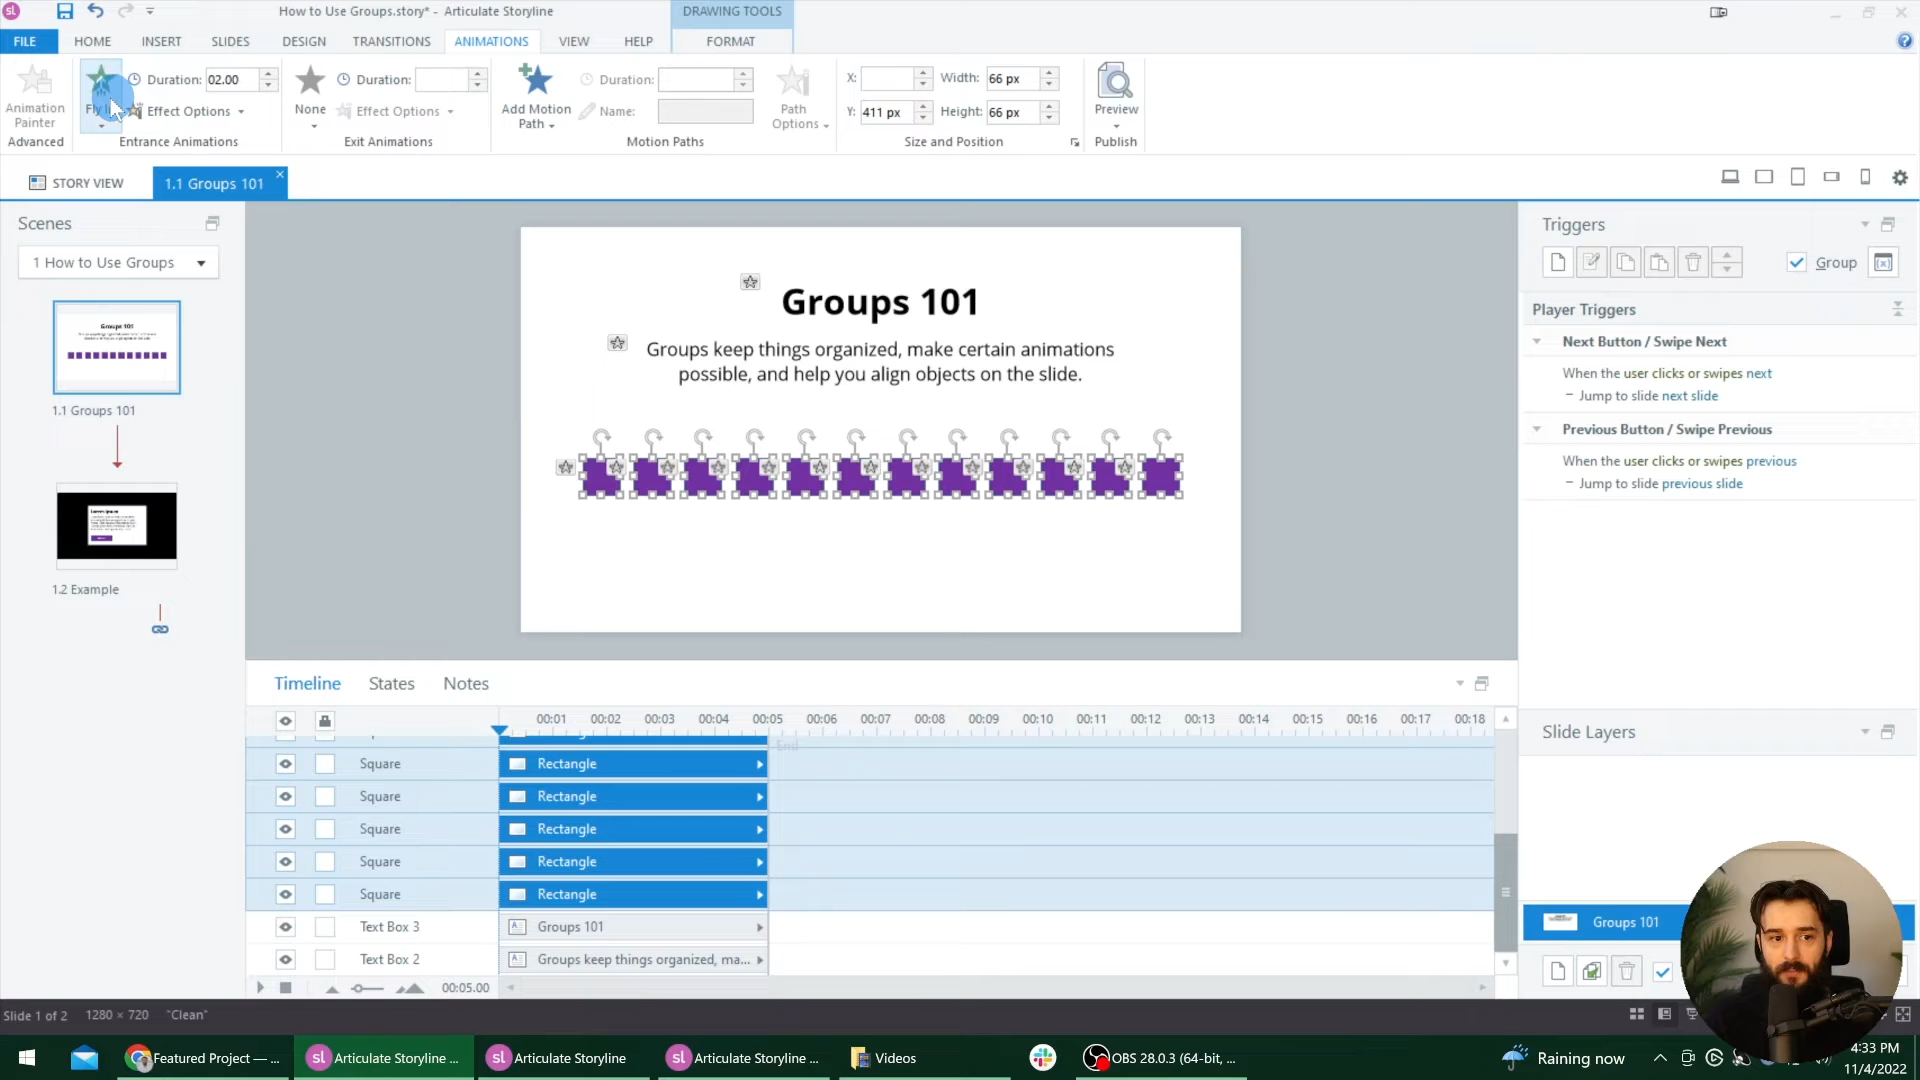 How to Use Groups.story* - Articulate Storyline
DRAWING TOOLS
FILE HOME INSERT SLIDES DESIGN TRANSITIONS ANIMATIONS VIEW HELP FORMAT
Animation Painter
Advanced
Duration: 02.00
Effect Options
Entrance Animations
None
Duration:
Effect Options
Exit Animations
Add Motion Path
Duration:
Name:
Path Options
Motion Paths
X: Width: 66 px
Y: 411 px Height: 66 px
Size and Position
Preview
Publish
STORY VIEW
1.1 Groups 101
Scenes
1 How to Use Groups
Groups 101
1.1 Groups 101
1.2 Example
Groups 101
Groups keep things organized, make certain animations
possible, and help you align objects on the slide.
Triggers
Group
Player Triggers
Next Button / Swipe Next
When the user clicks or swipes next
- Jump to slide next slide
Previous Button / Swipe Previous
When the user clicks or swipes previous
- Jump to slide previous slide
Timeline States Notes
00:01 00:02 00:03 00:04 00:05 00:06 00:07 00:08 00:09 00:10 00:11 00:12 00:13 00:14 00:15 00:16 00:17 00:18
End
Square Rectangle
Square Rectangle
Square Rectangle
Square Rectangle
Square Rectangle
Text Box 3 Groups 101
Text Box 2 Groups keep things organized, ma...
00:05.00
Slide Layers
Groups 101
Slide 1 of 2 1280 × 720 "Clean"
Featured Project — ...
sl Articulate Storyline ...
sl Articulate Storyline
sl Articulate Storyline ...
Videos
OBS 28.0.3 (64-bit, ...
Raining now
4:33 PM
11/4/2022